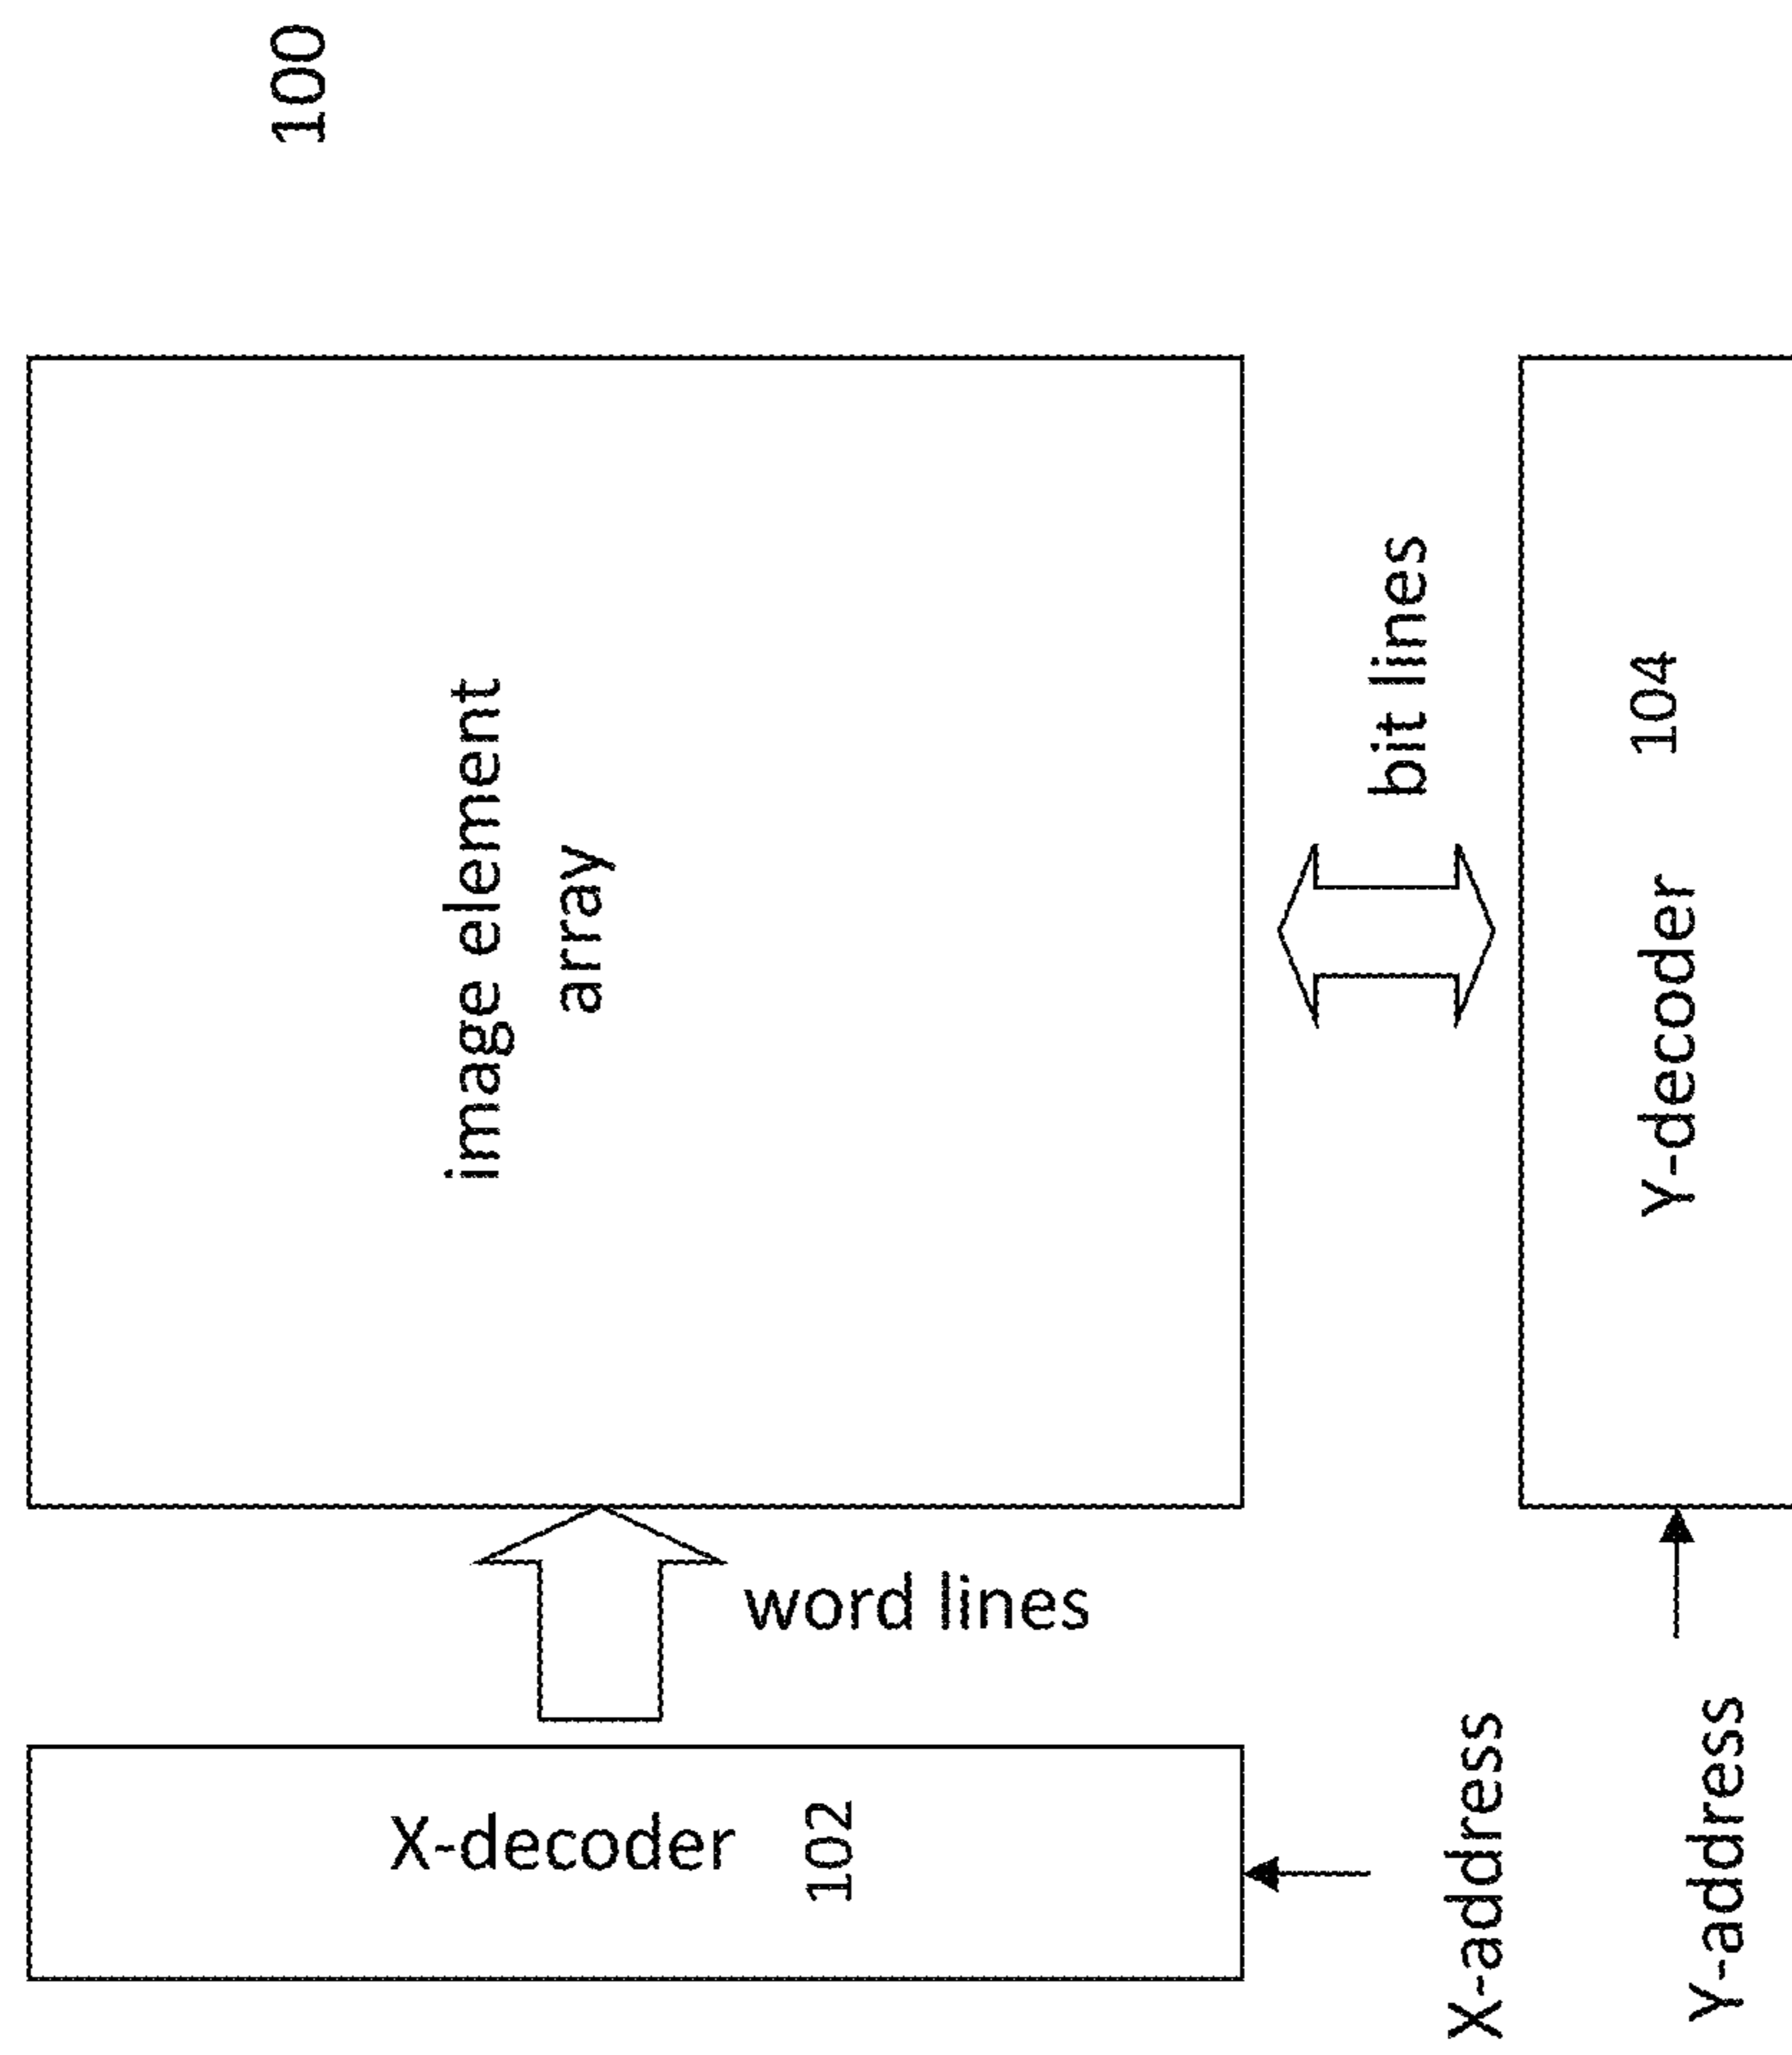 100
image element
array
X-decoder
102
word lines
bit lines
Y-decoder 104
X-address
Y-address